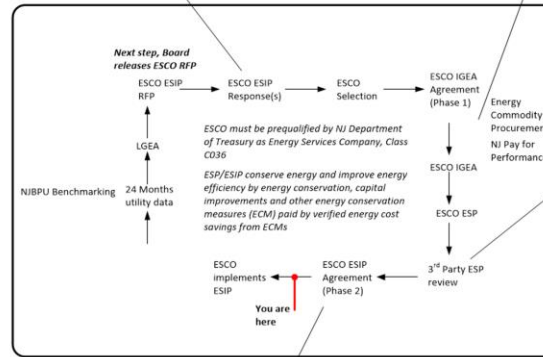 Next step, Board
releases ESCO RFP
ESCO ESIP
RFP
ESCO ESIP
Response(s)
ESCO
Selection
ESCO IGEA
Agreement
(Phase 1)
Energy
Commodity
Procurement
NJ Pay for
Performance
ESCO must be prequalified by NJ Department
of Treasury as Energy Services Company, Class
C036
LGEA
ESCO IGEA
ESP/ESIP conserve energy and improve energy
efficiency by energy conservation, capital
improvements and other energy conservation
measures (ECM) paid by verified energy cost
savings from ECMs
NJBPU Benchmarking
24 Months
utility data
ESCO ESP
3rd Party ESP
review
ESCO ESIP
Agreement
(Phase 2)
ESCO
implements
ESIP
You are
here